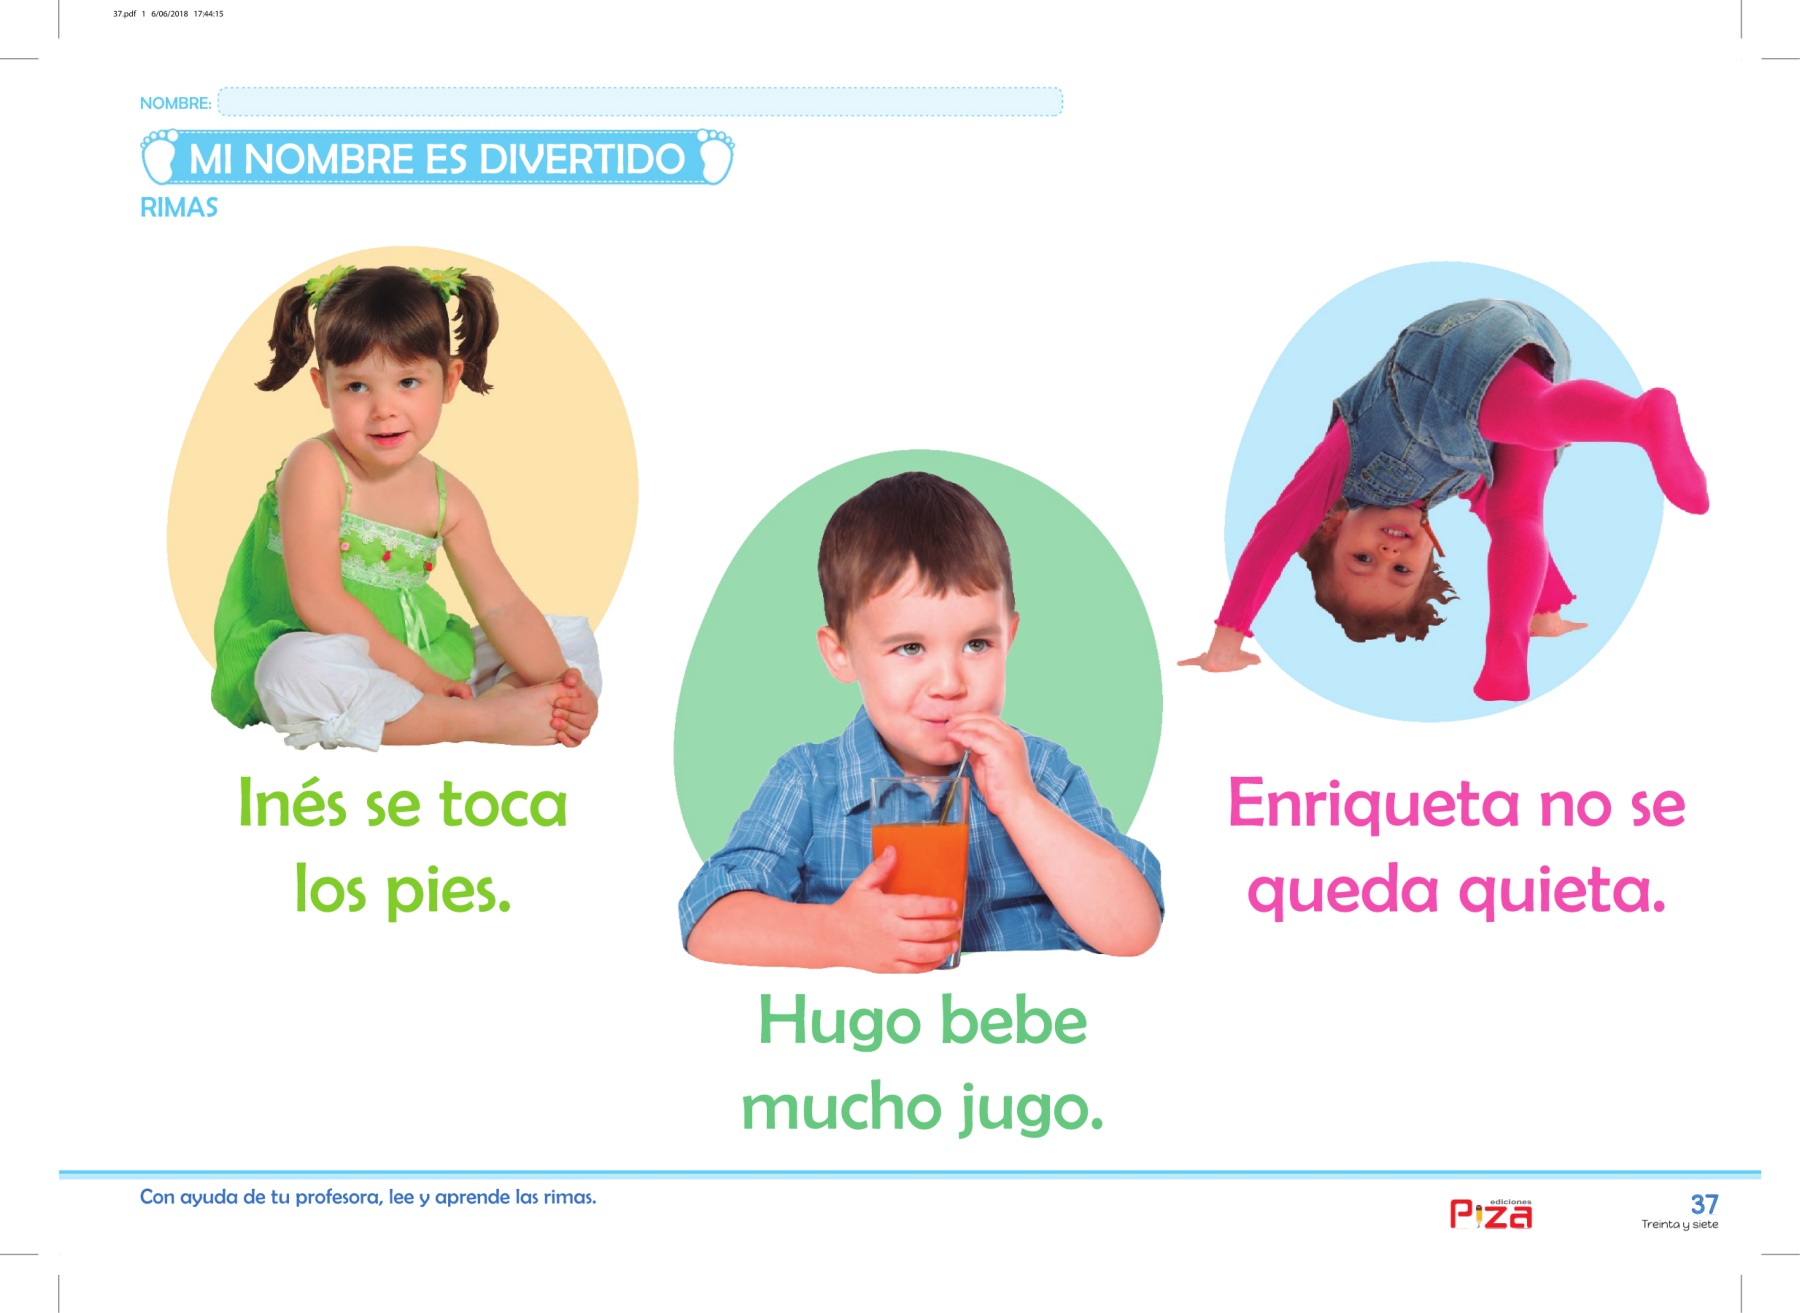 37.pdf 1 6/06/2018 17:44:15
NOMBRE:
MI NOMBRE ES DIVERTIDO
RIMAS
Inés se toca
los pies.
Hugo bebe
mucho jugo.
Enriqueta no se
queda quieta.
Con ayuda de tu profesora, lee y aprende las rimas.
ediciones
Piza
37
Treinta y siete